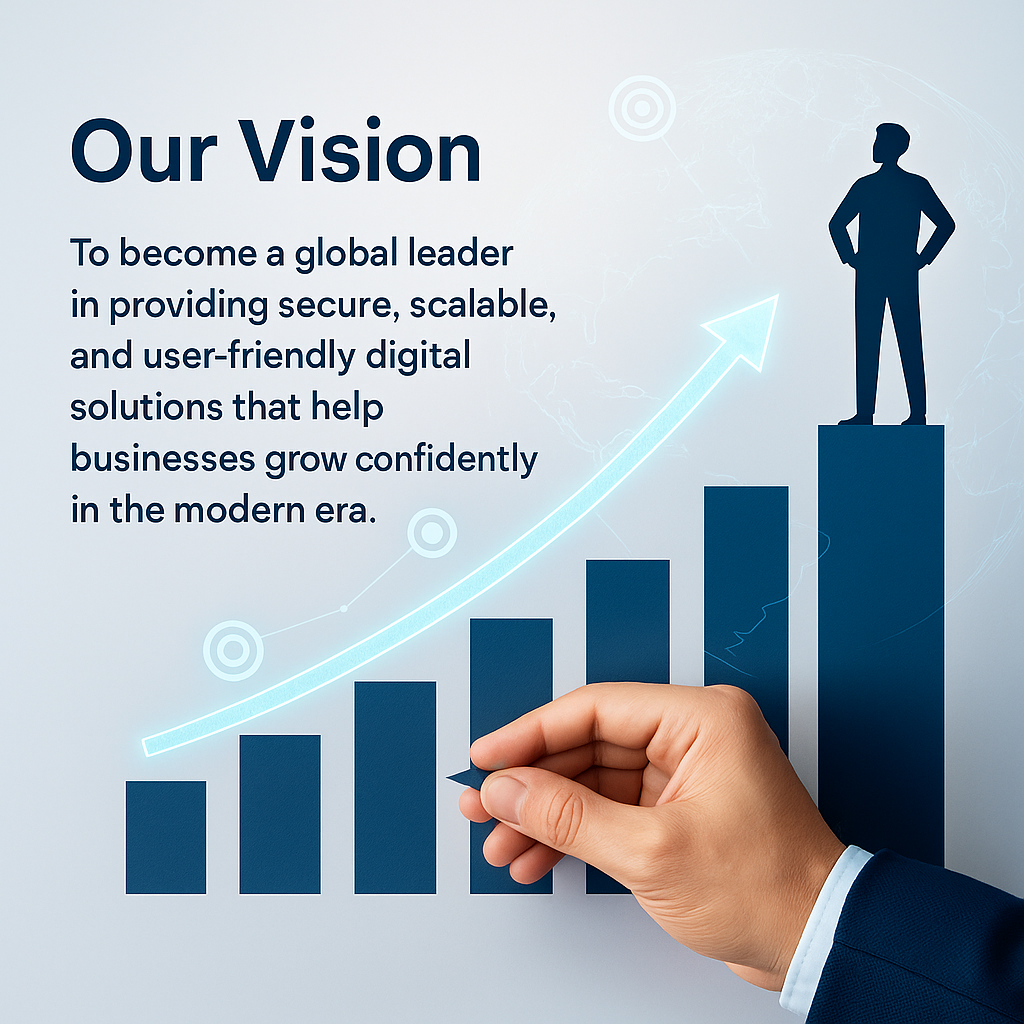 Our Vision
To become a global leader
in providing secure, scalable,
and user-friendly digital
solutions that help
businesses grow confidently
in the modern era.